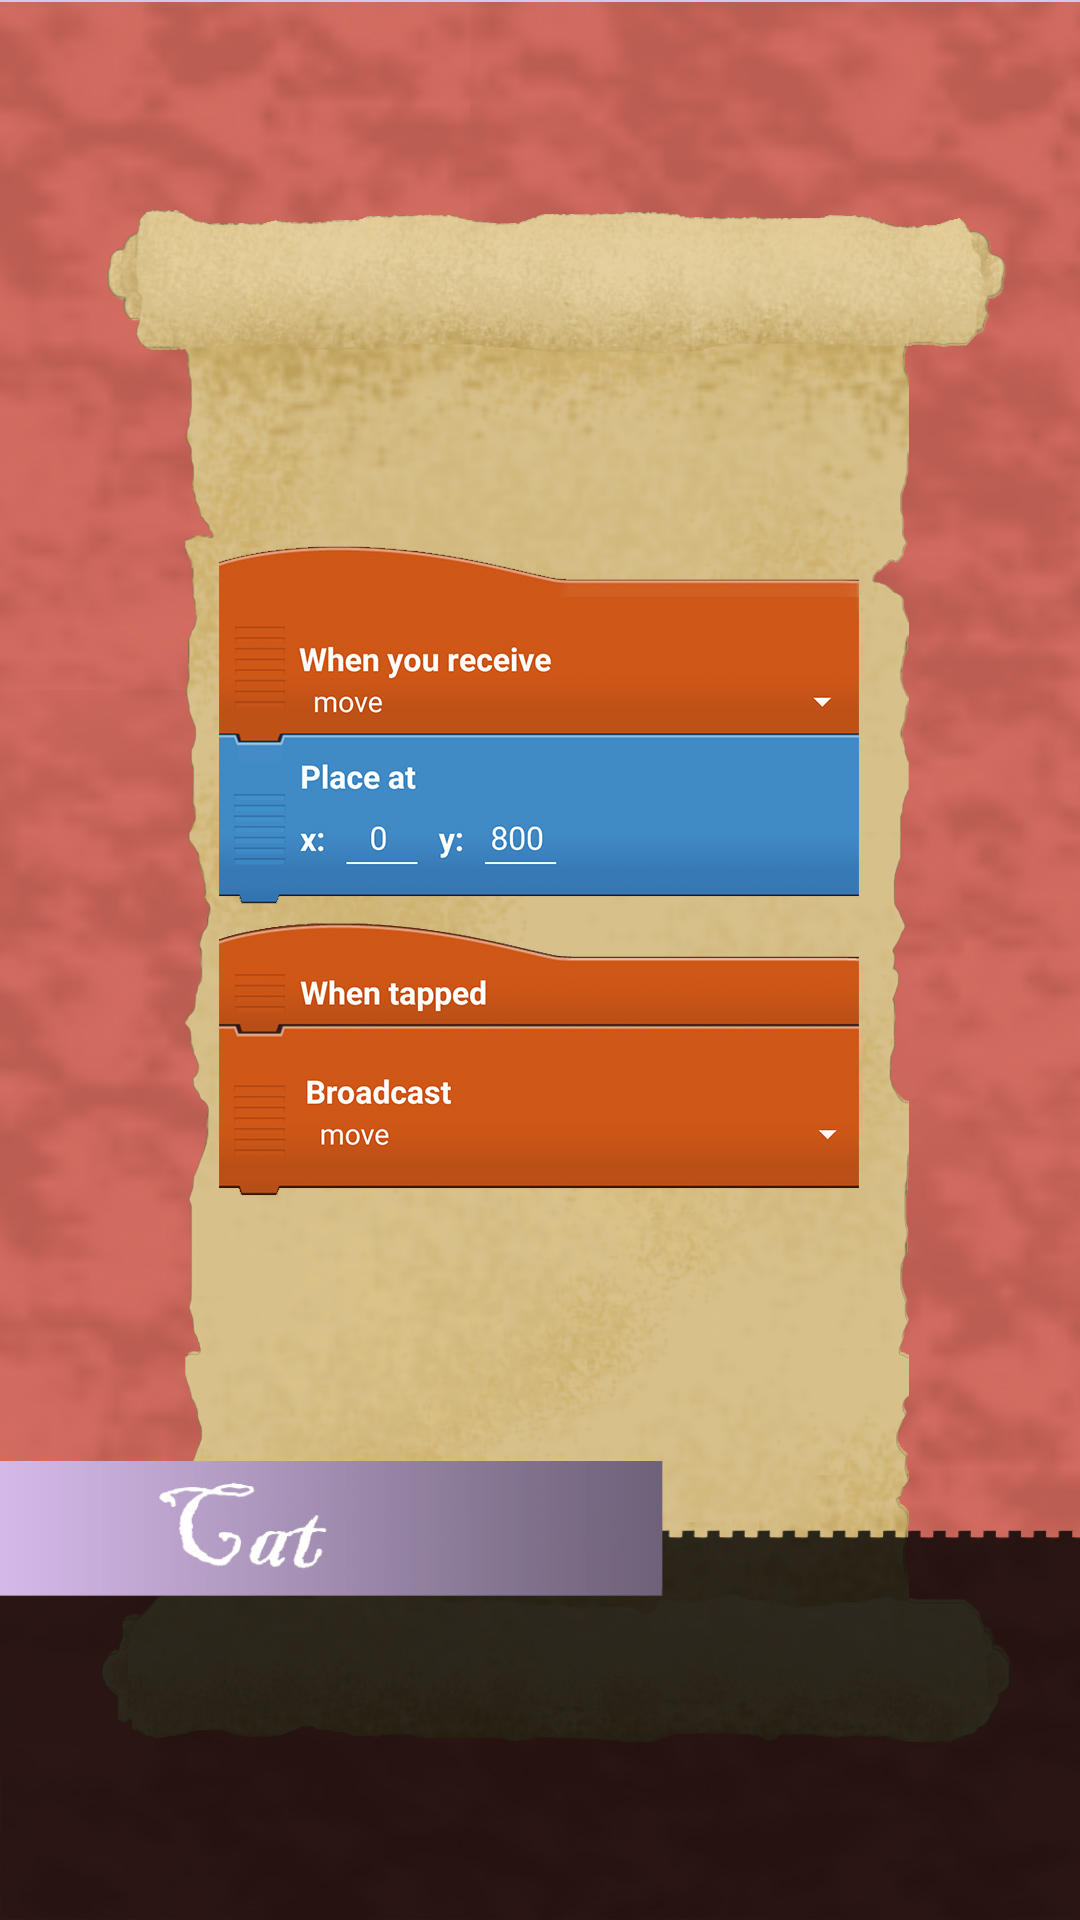 When you receive
move
Place at
x: 0 y: 800
When tapped
Broadcast
move
Cat